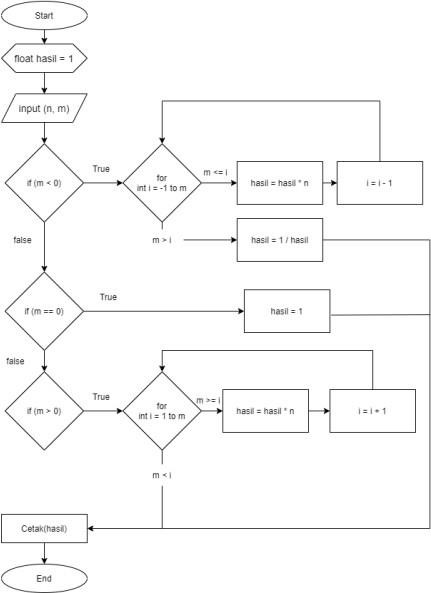 Start
float hasil = 1
input (n, m)
if (m < 0)
True
for
int i = -1 to m
m <= i
hasil = hasil * n
i = i - 1
m > i
hasil = 1 / hasil
false
if (m == 0)
True
hasil = 1
false
if (m > 0)
True
for
int i = 1 to m
m >= i
hasil = hasil * n
i = i + 1
m < i
Cetak(hasil)
End